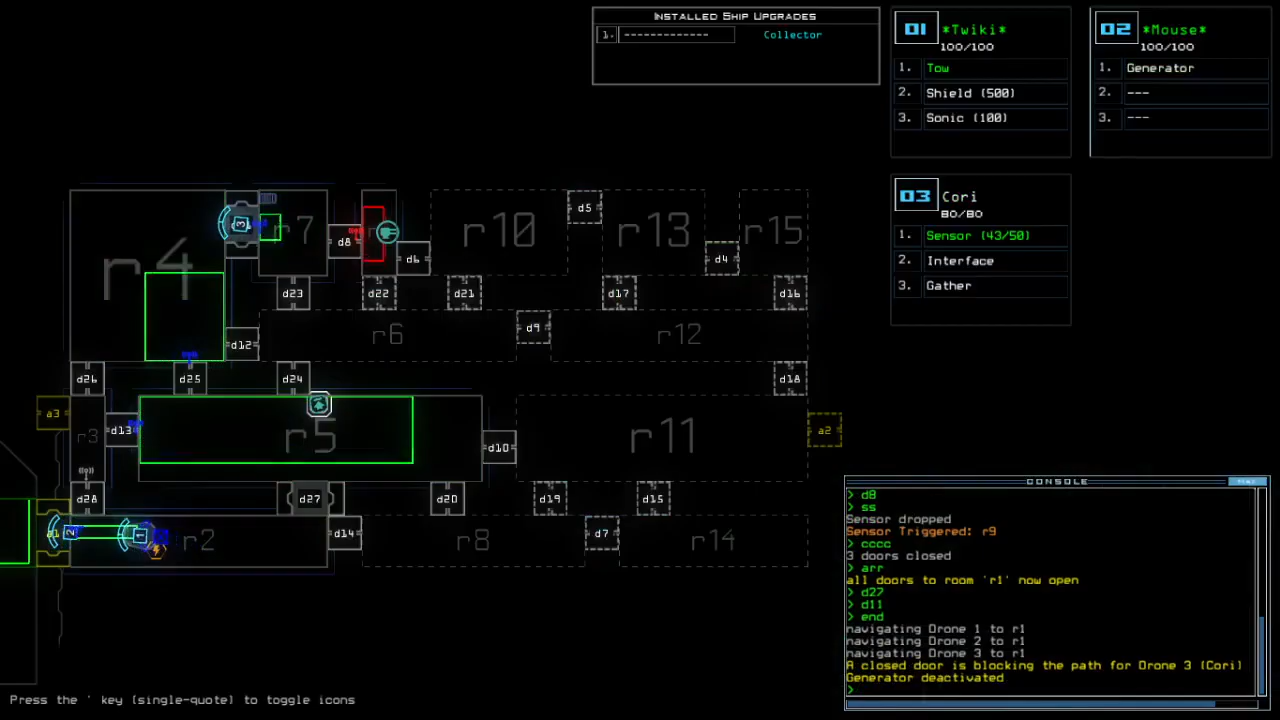 Installed Ship Upgrades
1. ------------- Collector
01 *Twiki*
100/100
1. Tow
2. Shield (500)
3. Sonic (100)
02 *Mouse*
100/100
1. Generator
2. ---
3. ---
03 Cori
80/80
1. Sensor (43/50)
2. Interface
3. Gather
d5
3 r7 r10 r13 r15
r4 d8 d6 d4
d23 d22 d21 d17 d16
d12 r6 d9 r12
d26 d25 d24 d18
a3 d13 r3 r5 d10 r11 a2
d28 d27 d20 d19 d15
a1 2 1 r2 d14 r8 d7 r14
CONSOLE
> d8
> ss
Sensor dropped
Sensor Triggered: r9
> cccc
3 doors closed
> arr
all doors to room 'r1' now open
> d27
> d11
> end
navigating Drone 1 to r1
navigating Drone 2 to r1
navigating Drone 3 to r1
A closed door is blocking the path for Drone 3 (Cori)
Generator deactivated
>
Press the ' key (single-quote) to toggle icons